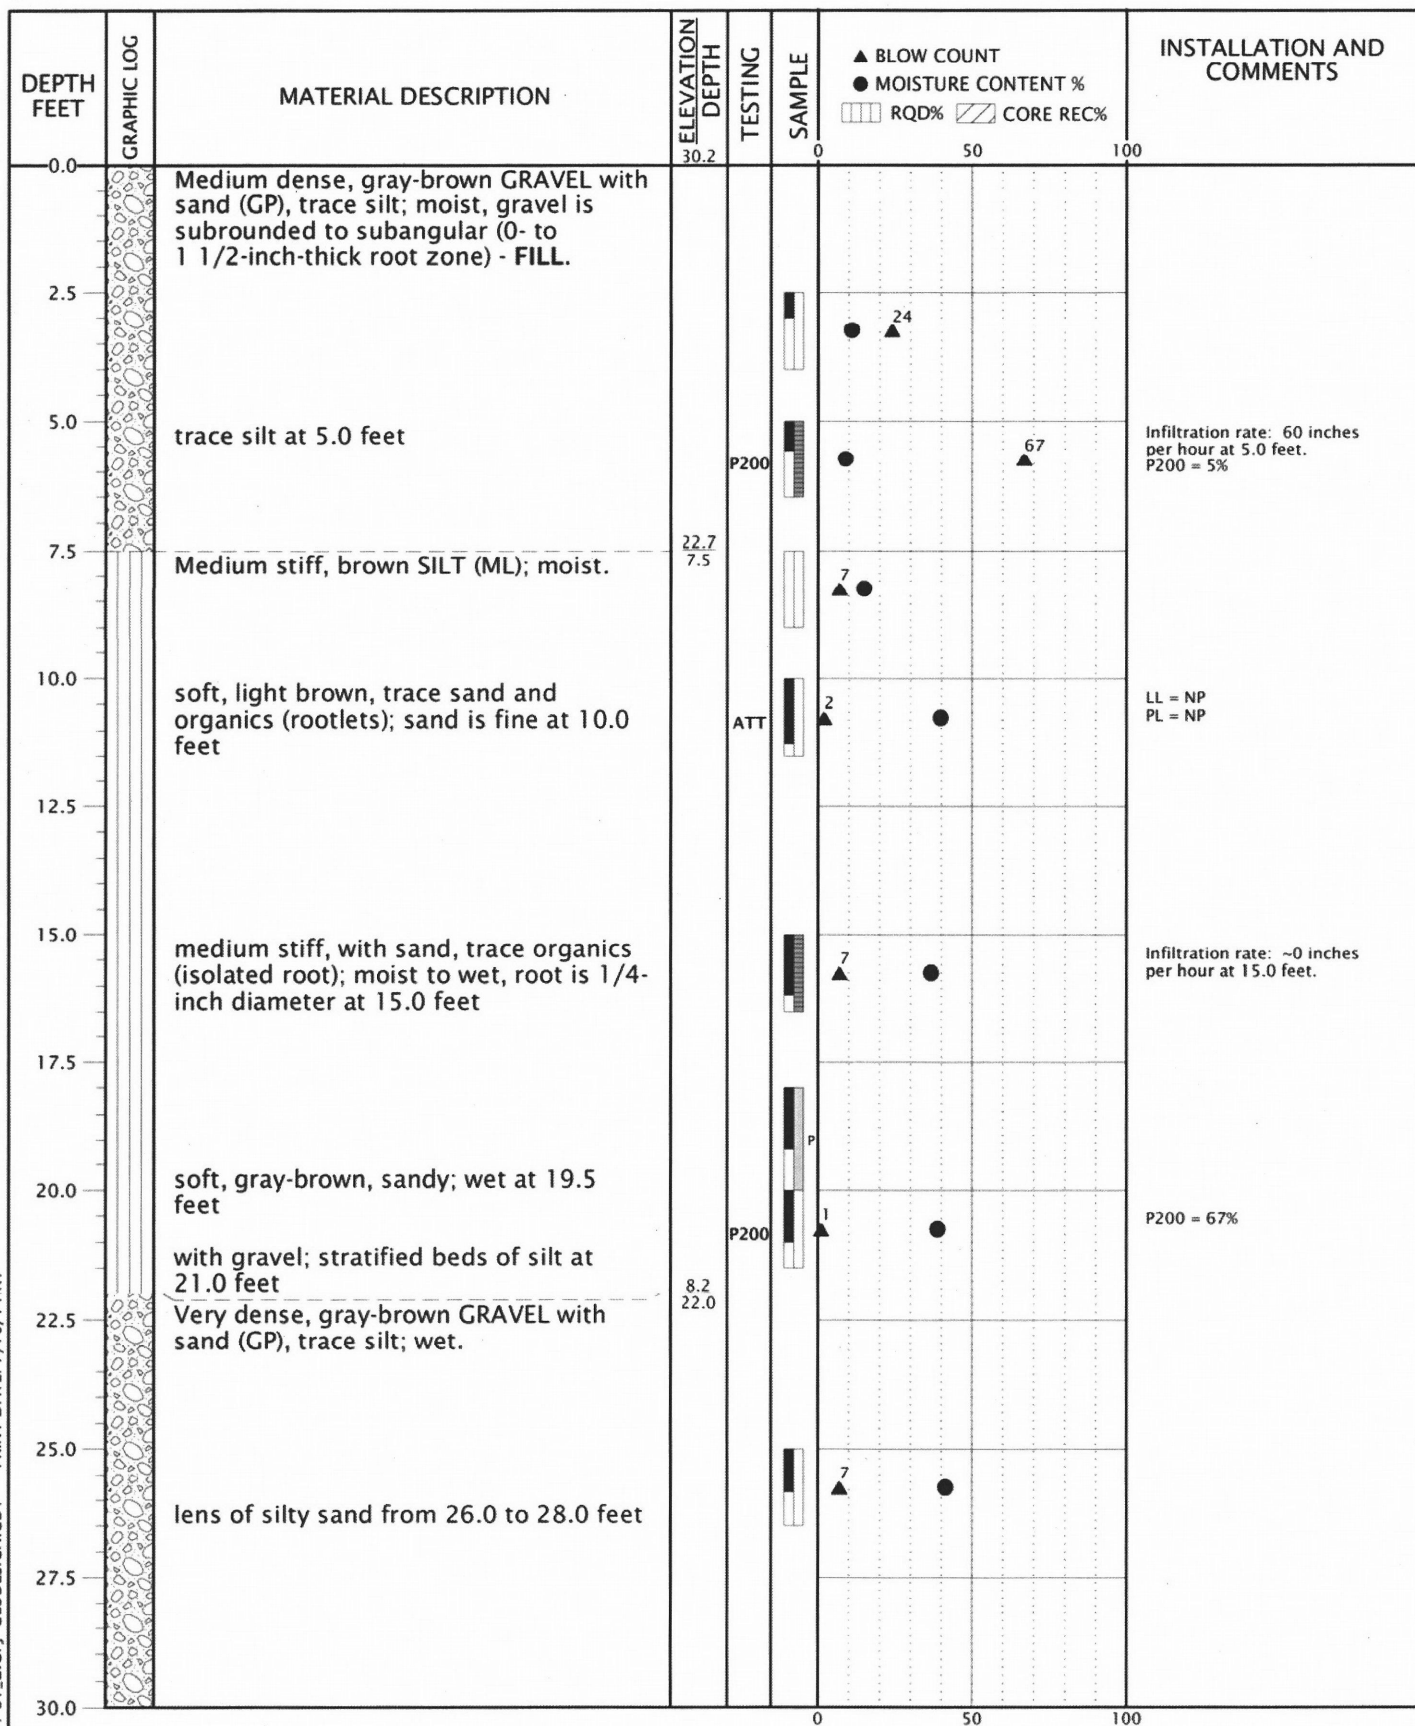 DEPTH
FEET
GRAPHIC LOG
MATERIAL DESCRIPTION
ELEVATION
DEPTH
TESTING
SAMPLE
▲ BLOW COUNT
● MOISTURE CONTENT %
RQD% CORE REC%
INSTALLATION AND
COMMENTS
30.2
0 50 100
0.0
Medium dense, gray-brown GRAVEL with
sand (GP), trace silt; moist, gravel is
subrounded to subangular (0- to
1 1/2-inch-thick root zone) - FILL.
2.5
24
5.0
trace silt at 5.0 feet
P200
67
Infiltration rate: 60 inches
per hour at 5.0 feet.
P200 = 5%
7.5
22.7
7.5
Medium stiff, brown SILT (ML); moist.
7
10.0
soft, light brown, trace sand and
organics (rootlets); sand is fine at 10.0
feet
ATT
2
LL = NP
PL = NP
12.5
15.0
medium stiff, with sand, trace organics
(isolated root); moist to wet, root is 1/4-
inch diameter at 15.0 feet
7
Infiltration rate: ~0 inches
per hour at 15.0 feet.
17.5
P
soft, gray-brown, sandy; wet at 19.5
feet
20.0
P200
1
P200 = 67%
with gravel; stratified beds of silt at
21.0 feet
8.2
22.0
Very dense, gray-brown GRAVEL with
sand (GP), trace silt; wet.
22.5
25.0
7
lens of silty sand from 26.0 to 28.0 feet
27.5
30.0
0 50 100